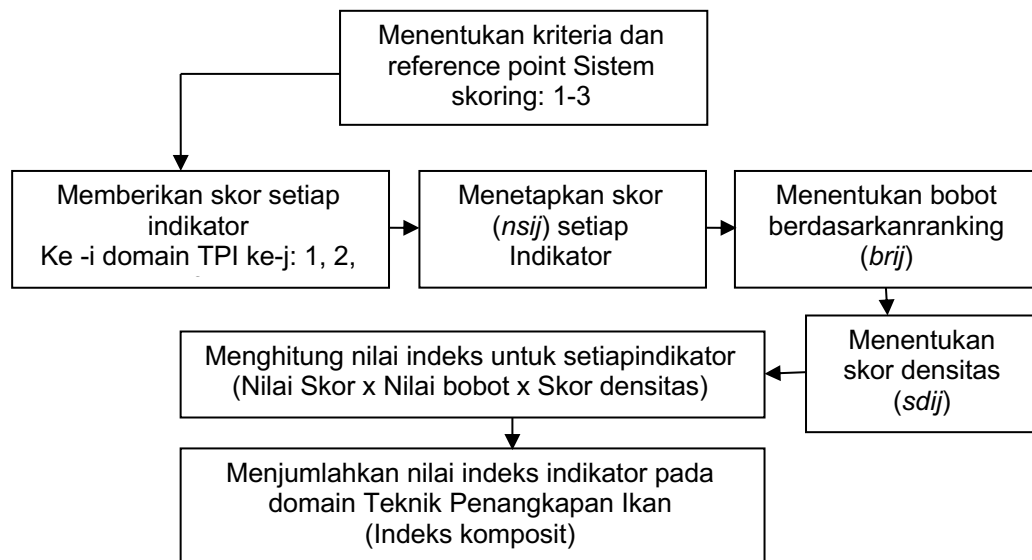 Menentukan kriteria dan
reference point Sistem
skoring: 1-3
Memberikan skor setiap
indikator
Ke -i domain TPI ke-j: 1, 2,
Menetapkan skor
(nsij) setiap
Indikator
Menentukan bobot
berdasarkanranking
(brij)
Menentukan
skor densitas
(sdij)
Menghitung nilai indeks untuk setiapindikator
(Nilai Skor x Nilai bobot x Skor densitas)
Menjumlahkan nilai indeks indikator pada
domain Teknik Penangkapan Ikan
(Indeks komposit)